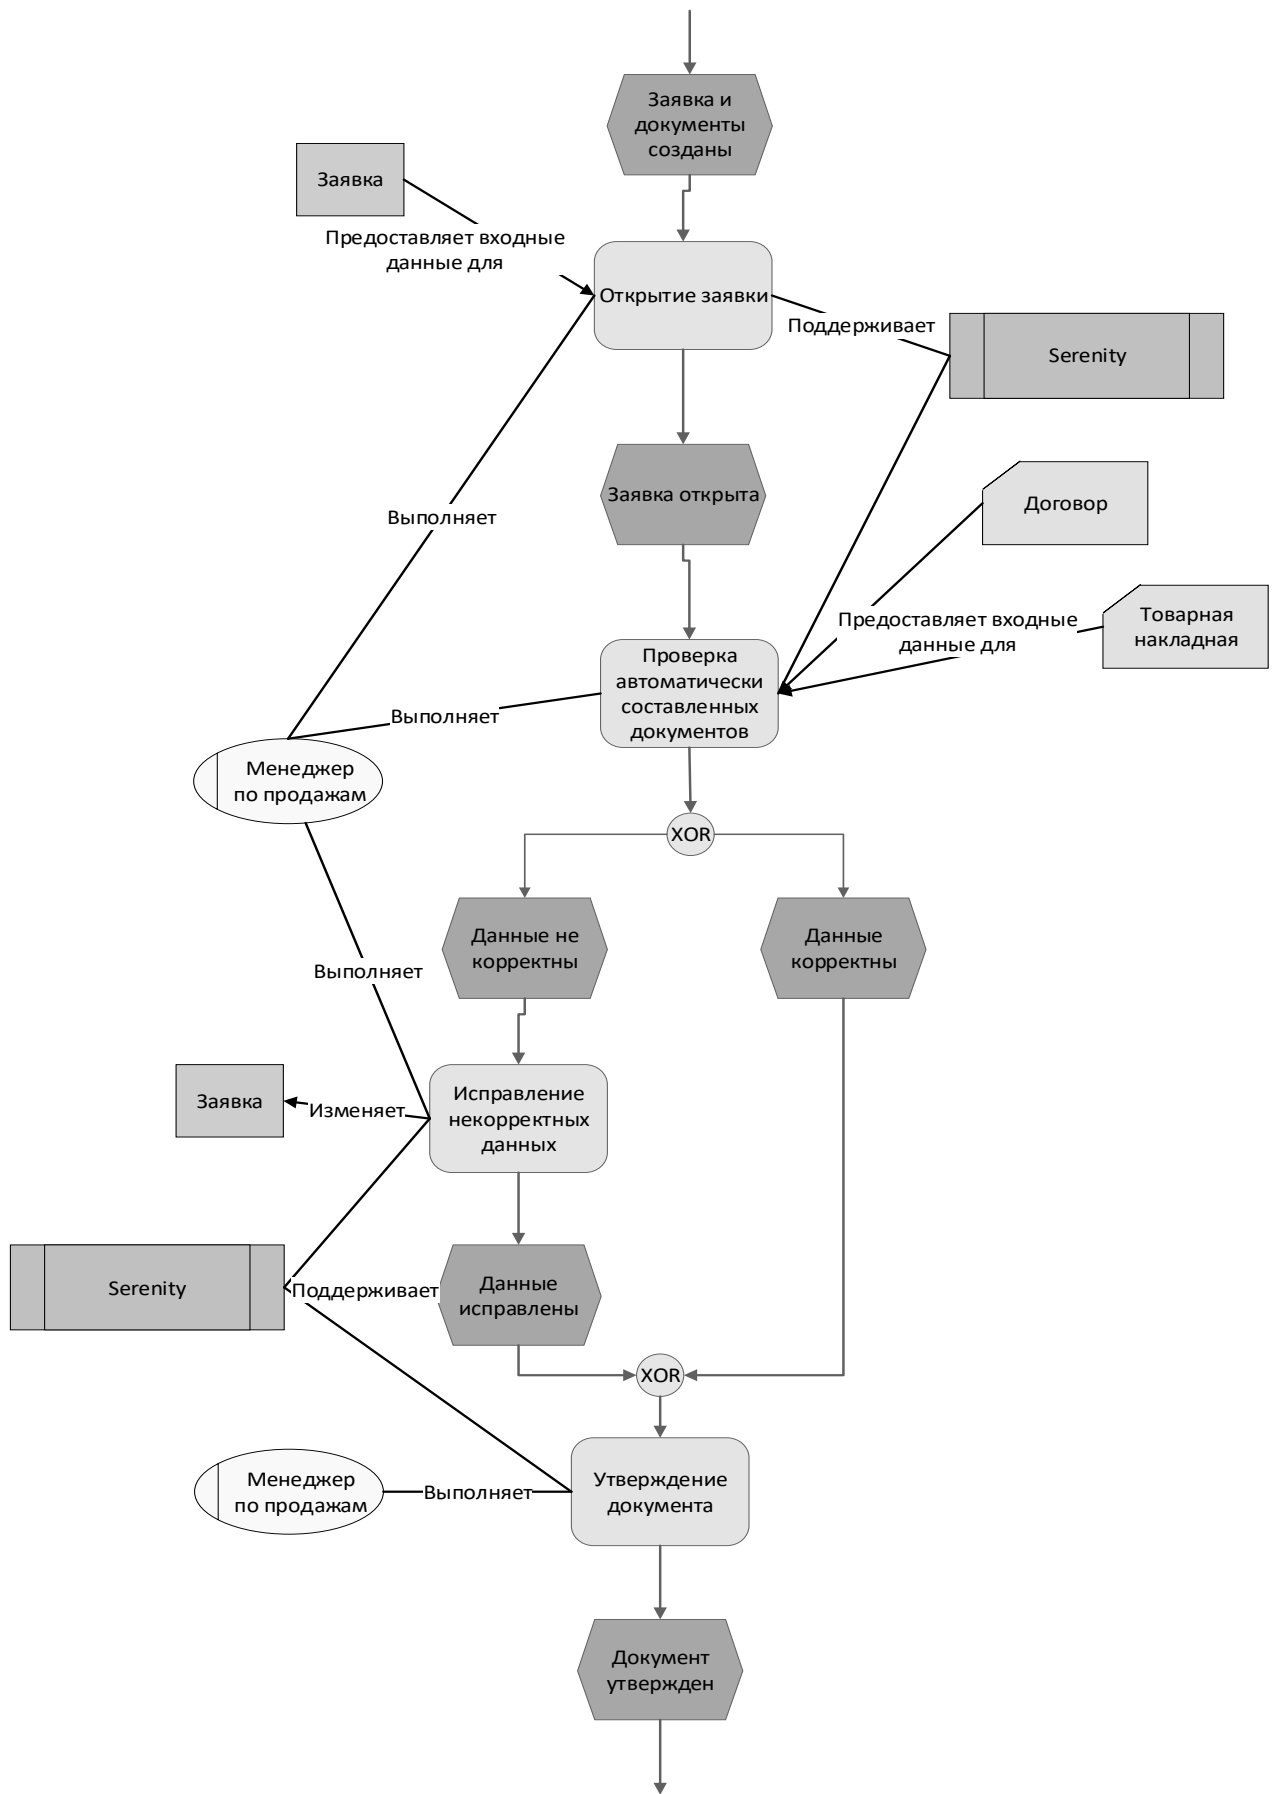 Заявка и
документы
созданы
Заявка
Предоставляет входные
данные для
Открытие заявки
Поддерживает
Serenity
Заявка открыта
Договор
Выполняет
Предоставляет входные
данные для
Товарная
накладная
Проверка
автоматически
составленных
документов
Выполняет
Менеджер
по продажам
XOR
Данные не
корректны
Данные
корректны
Выполняет
Заявка
Изменяет
Исправление
некорректных
данных
Serenity
Поддерживает
Данные
исправлены
XOR
Менеджер
по продажам
Выполняет
Утверждение
документа
Документ
утвержден